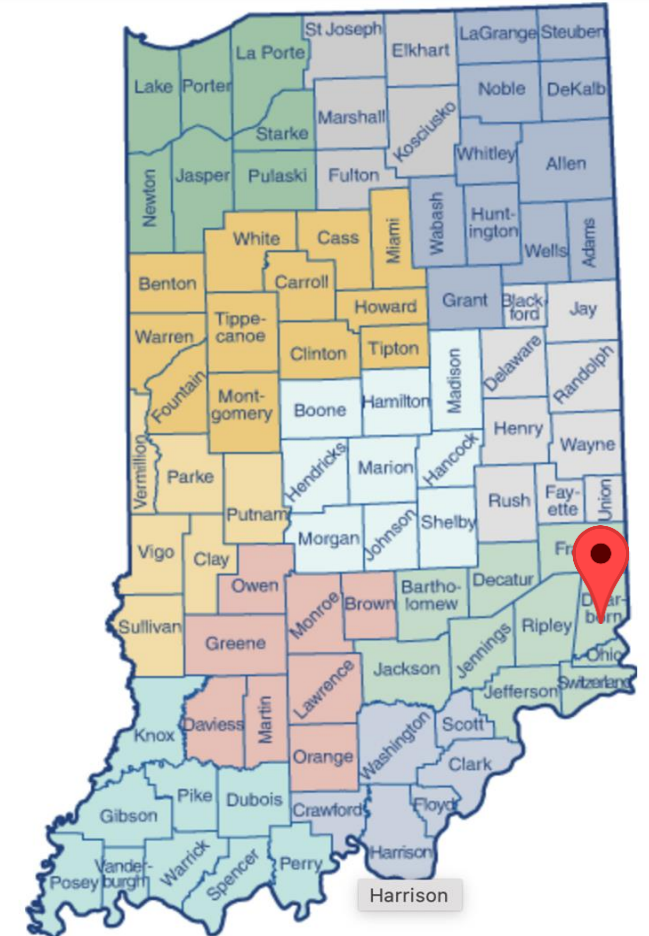 St Joseph
LaGrange
Steuben
Elkhart
La Porte
Lake
Porter
Noble
DeKalb
Marshall
Kosciusko
Starke
Whitley
Allen
Newton
Jasper
Pulaski
Fulton
Wabash
Hunt-
ington
White
Cass
Miami
Wells
Adams
Benton
Carroll
Howard
Grant
Black-
ford
Jay
Warren
Tippe-
canoe
Clinton
Tipton
Madison
Delaware
Randolph
Fountain
Mont-
gomery
Boone
Hamilton
Henry
Wayne
Vermillion
Parke
Hendricks
Marion
Hancock
Rush
Fay-
ette
Union
Putnam
Morgan
Johnson
Shelby
Vigo
Clay
Fr
Owen
Monroe
Brown
Bartho-
lomew
Decatur
Dear-
born
Sullivan
Greene
Jennings
Ripley
Ohio
Lawrence
Jackson
Jefferson
Switzerland
Knox
Daviess
Martin
Orange
Washington
Scott
Clark
Gibson
Pike
Dubois
Crawford
Floyd
Harrison
Posey
Vander-
burgh
Warrick
Spencer
Perry
Harrison